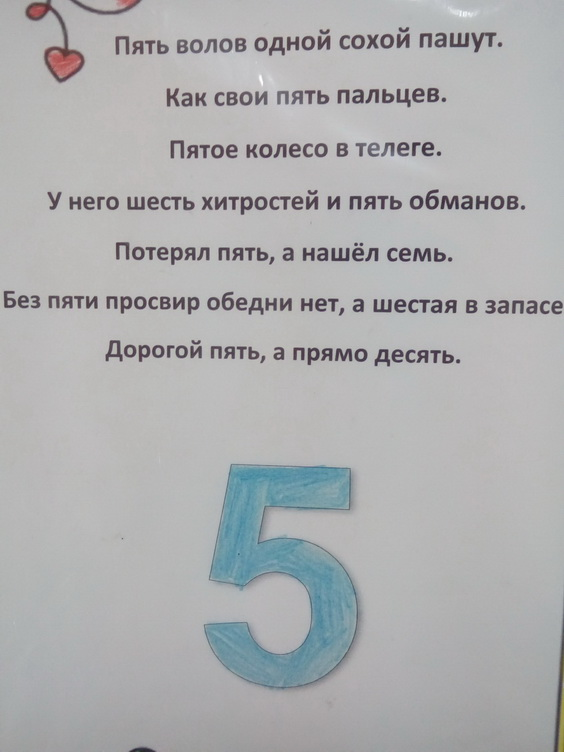 Пять волов одной сохой пашут.
Как свои пять пальцев.
Пятое колесо в телеге.
У него шесть хитростей и пять обманов.
Потерял пять, а нашёл семь.
Без пяти просвир обедни нет, а шестая в запасе
Дорогой пять, а прямо десять.
5